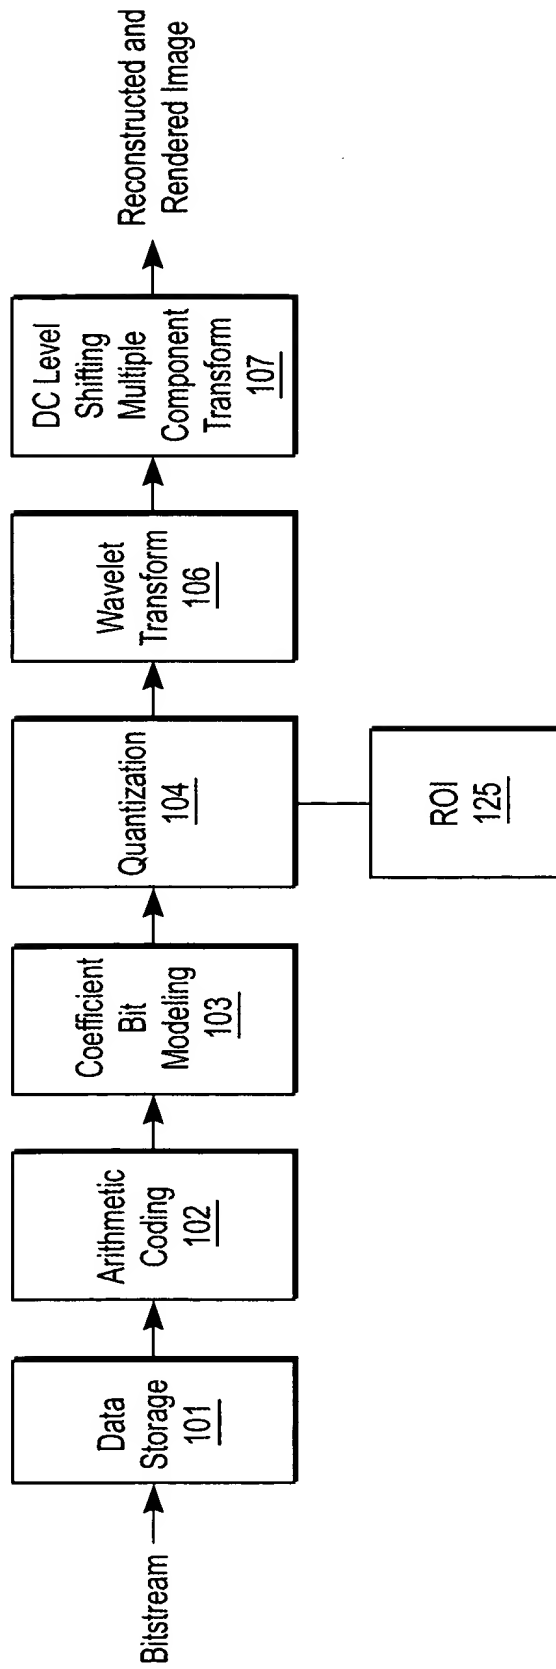 Bitstream
Data
Storage
101
Arithmetic
Coding
102
Coefficient
Bit
Modeling
103
Quantization
104
ROI
125
Wavelet
Transform
106
DC Level
Shifting
Multiple
Component
Transform
107
Reconstructed and
Rendered Image